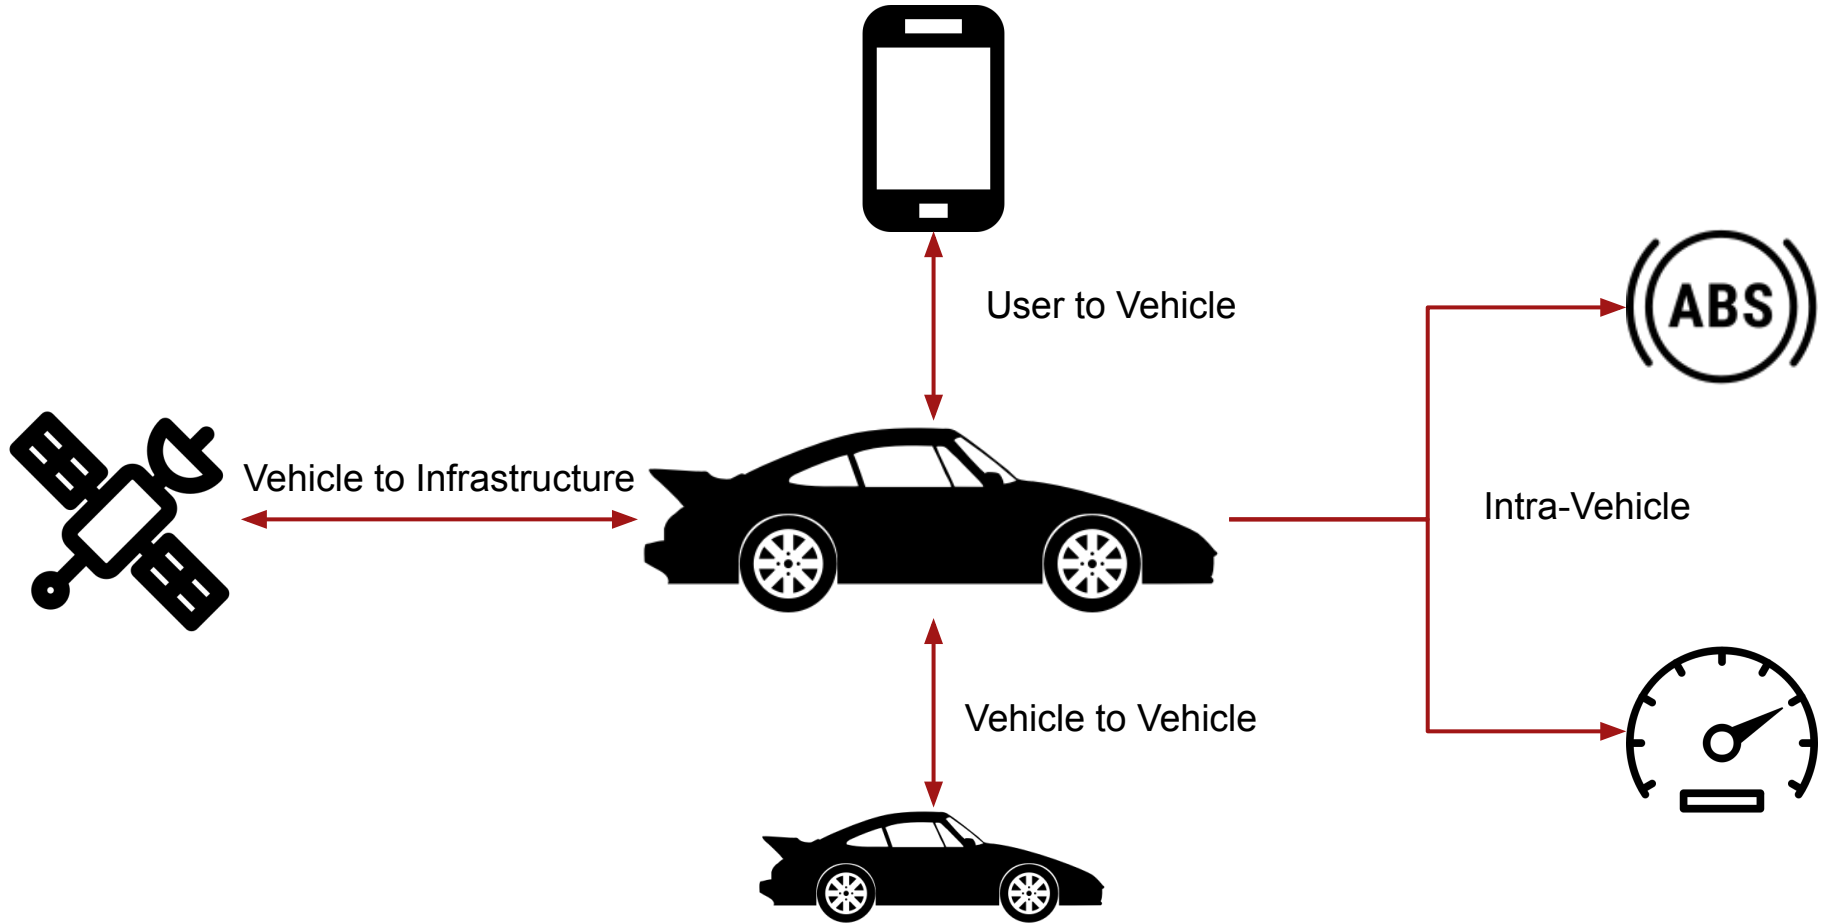 User to Vehicle
ABS
Vehicle to Infrastructure
Intra-Vehicle
Vehicle to Vehicle